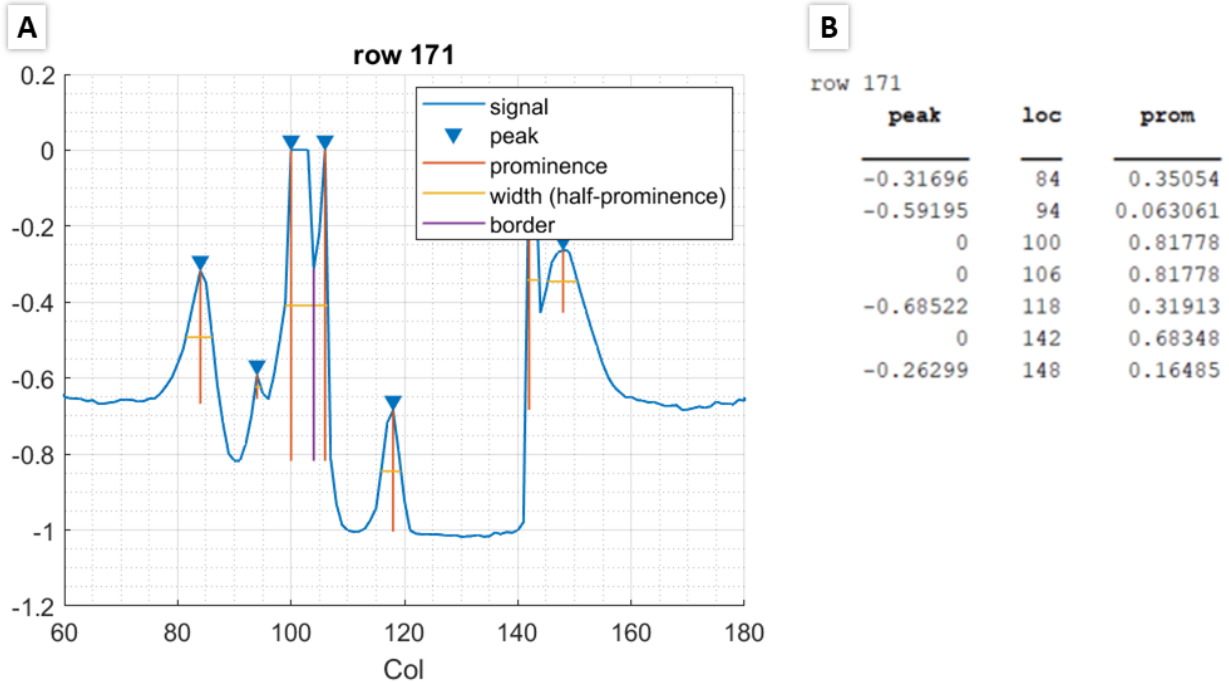 A
row 171
0.2
0
-0.2
-0.4
-0.6
-0.8
-1
-1.2
60 80 100 120 140 160 180
Col
signal
peak
prominence
width (half-prominence)
border
B
row 171
peak loc prom
-0.31696 84 0.35054
-0.59195 94 0.063061
0 100 0.81778
0 106 0.81778
-0.68522 118 0.31913
0 142 0.68348
-0.26299 148 0.16485